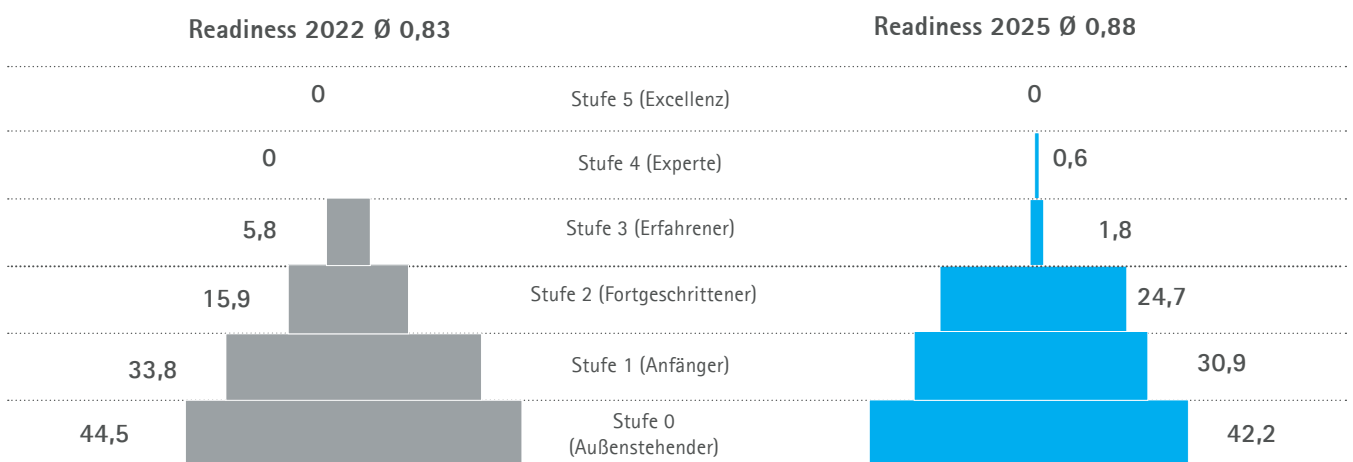 Readiness 2022 Ø 0,83
Readiness 2025 Ø 0,88
0
Stufe 5 (Excellenz)
0
0
Stufe 4 (Experte)
0,6
5,8
Stufe 3 (Erfahrener)
1,8
15,9
Stufe 2 (Fortgeschrittener)
24,7
33,8
Stufe 1 (Anfänger)
30,9
44,5
Stufe 0
(Außenstehender)
42,2